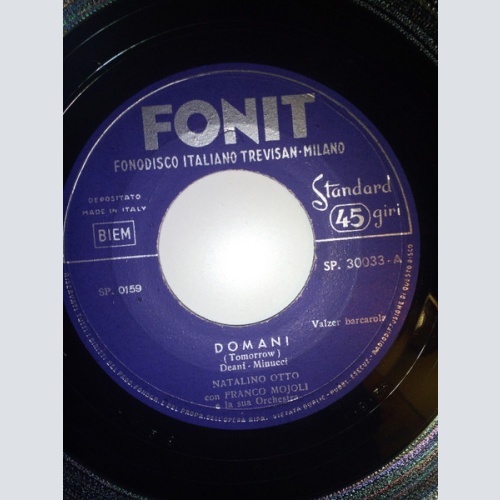 FONIT
FONODISCO ITALIANO TREVISAN-MILANO
DEPOSITATO
MADE IN ITALY
BIEM
Standard
45 giri
SP. 0159
SP. 30033-A
Valzer barcarola
DOMANI
(Tomorrow)
Deani - Minucci
NATALINO OTTO
con FRANCO MOJOLI
e la sua Orchestra